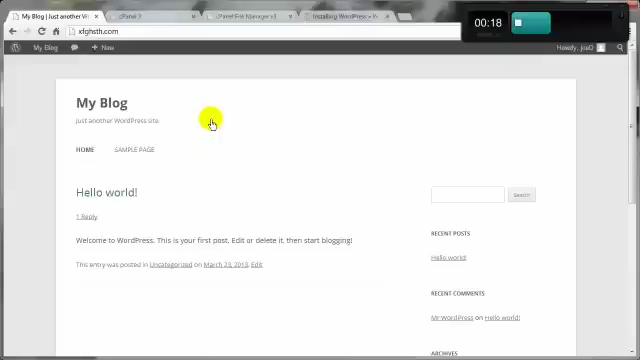 My Blog | Just another Wo
cPanel X
cPanel File Manager v3
Installing WordPress « Wo
00:18
xfghsth.com
My Blog
+ New
Howdy,
My Blog
Just another WordPress site
HOME
SAMPLE PAGE
Hello world!
1 Reply
Welcome to WordPress. This is your first post. Edit or delete it, then start blogging!
This entry was posted in Uncategorized on March 23, 2013. Edit
Search
RECENT POSTS
Hello world!
RECENT COMMENTS
Mr WordPress on Hello world!
ARCHIVES